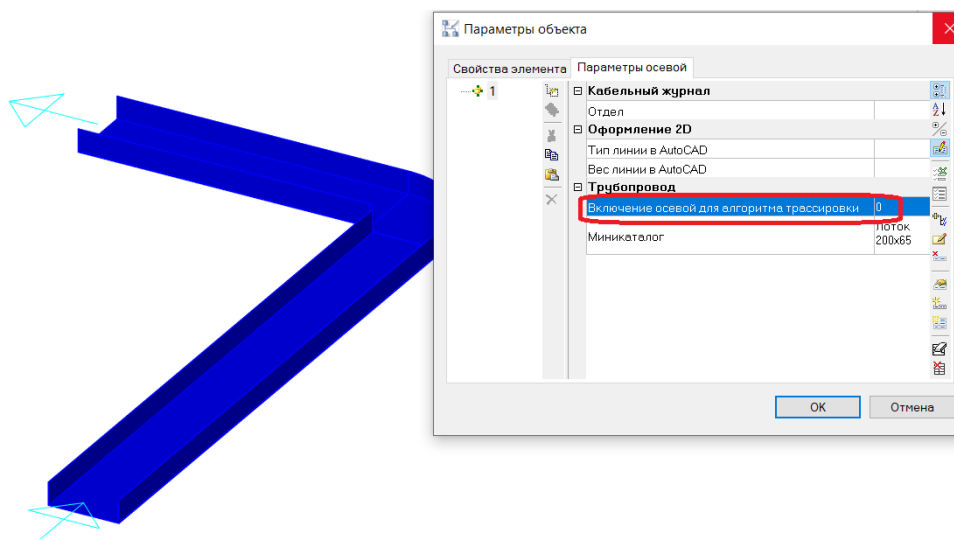 Параметры объекта
Свойства элемента Параметры осевой
1
Кабельный журнал
Отдел
Оформление 2D
Тип линии в AutoCAD
Вес линии в AutoCAD
Трубопровод
Включение осевой для алгоритма трассировки 0
Миникаталог Лоток
200x65
OK Отмена